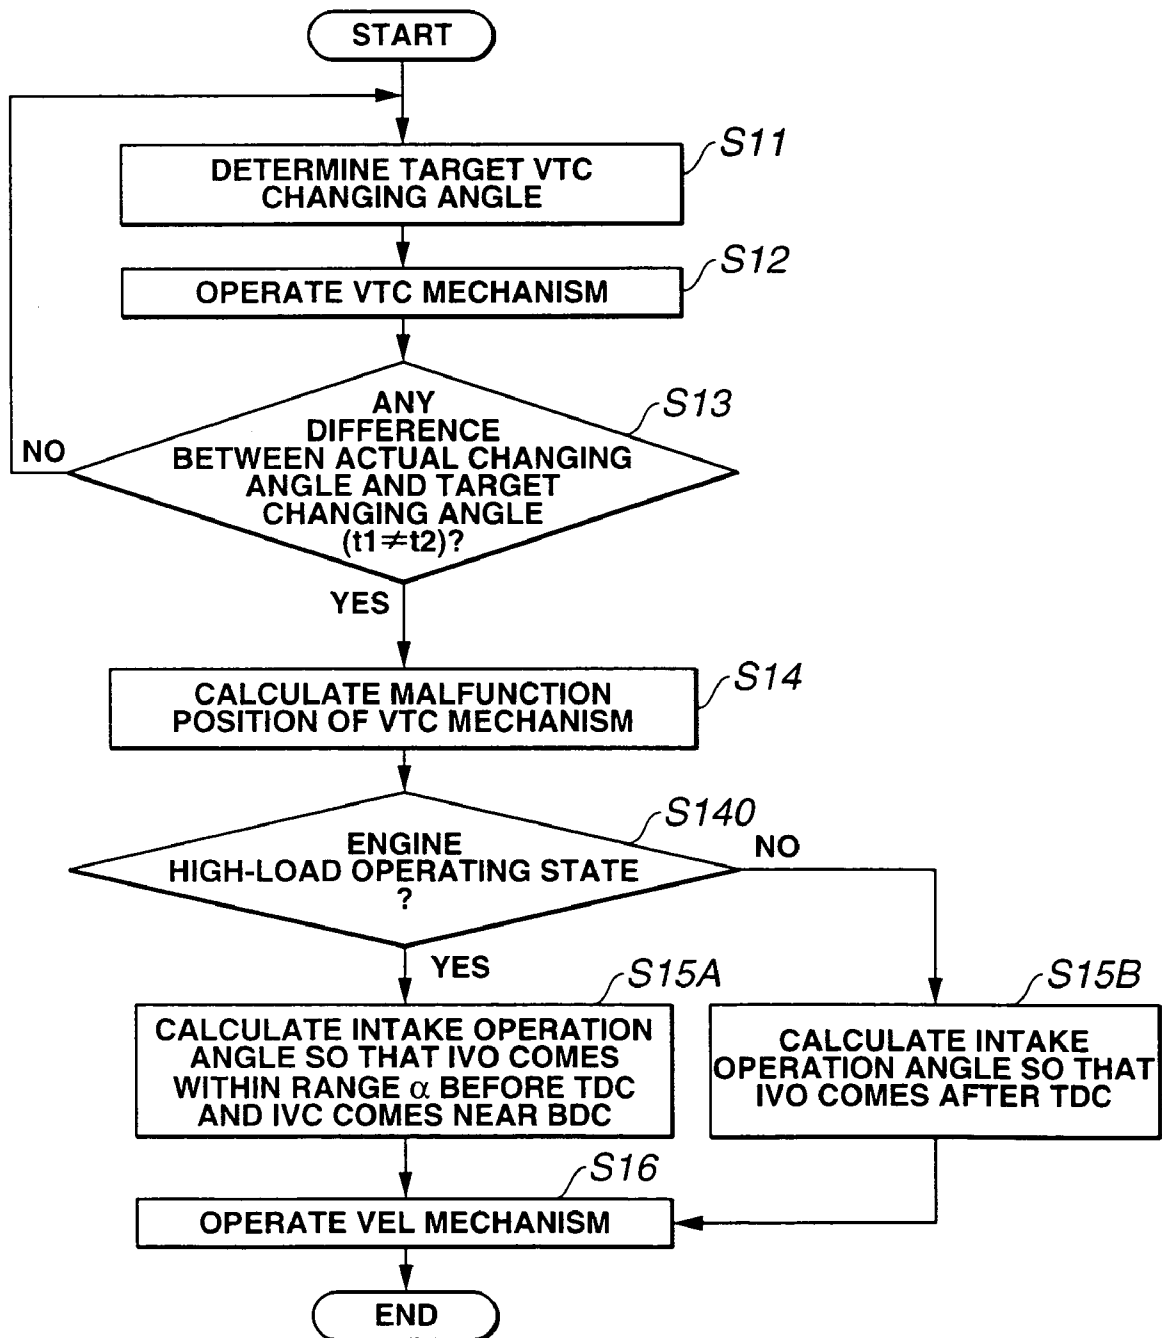 START
S11
DETERMINE TARGET VTC
CHANGING ANGLE
S12
OPERATE VTC MECHANISM
S13
ANY
DIFFERENCE
BETWEEN ACTUAL CHANGING
ANGLE AND TARGET
CHANGING ANGLE
(t1≠t2)?
NO
YES
S14
CALCULATE MALFUNCTION
POSITION OF VTC MECHANISM
S140
ENGINE
HIGH-LOAD OPERATING STATE
?
NO
YES
S15A
CALCULATE INTAKE OPERATION
ANGLE SO THAT IVO COMES
WITHIN RANGE α BEFORE TDC
AND IVC COMES NEAR BDC
S15B
CALCULATE INTAKE
OPERATION ANGLE SO THAT
IVO COMES AFTER TDC
S16
OPERATE VEL MECHANISM
END